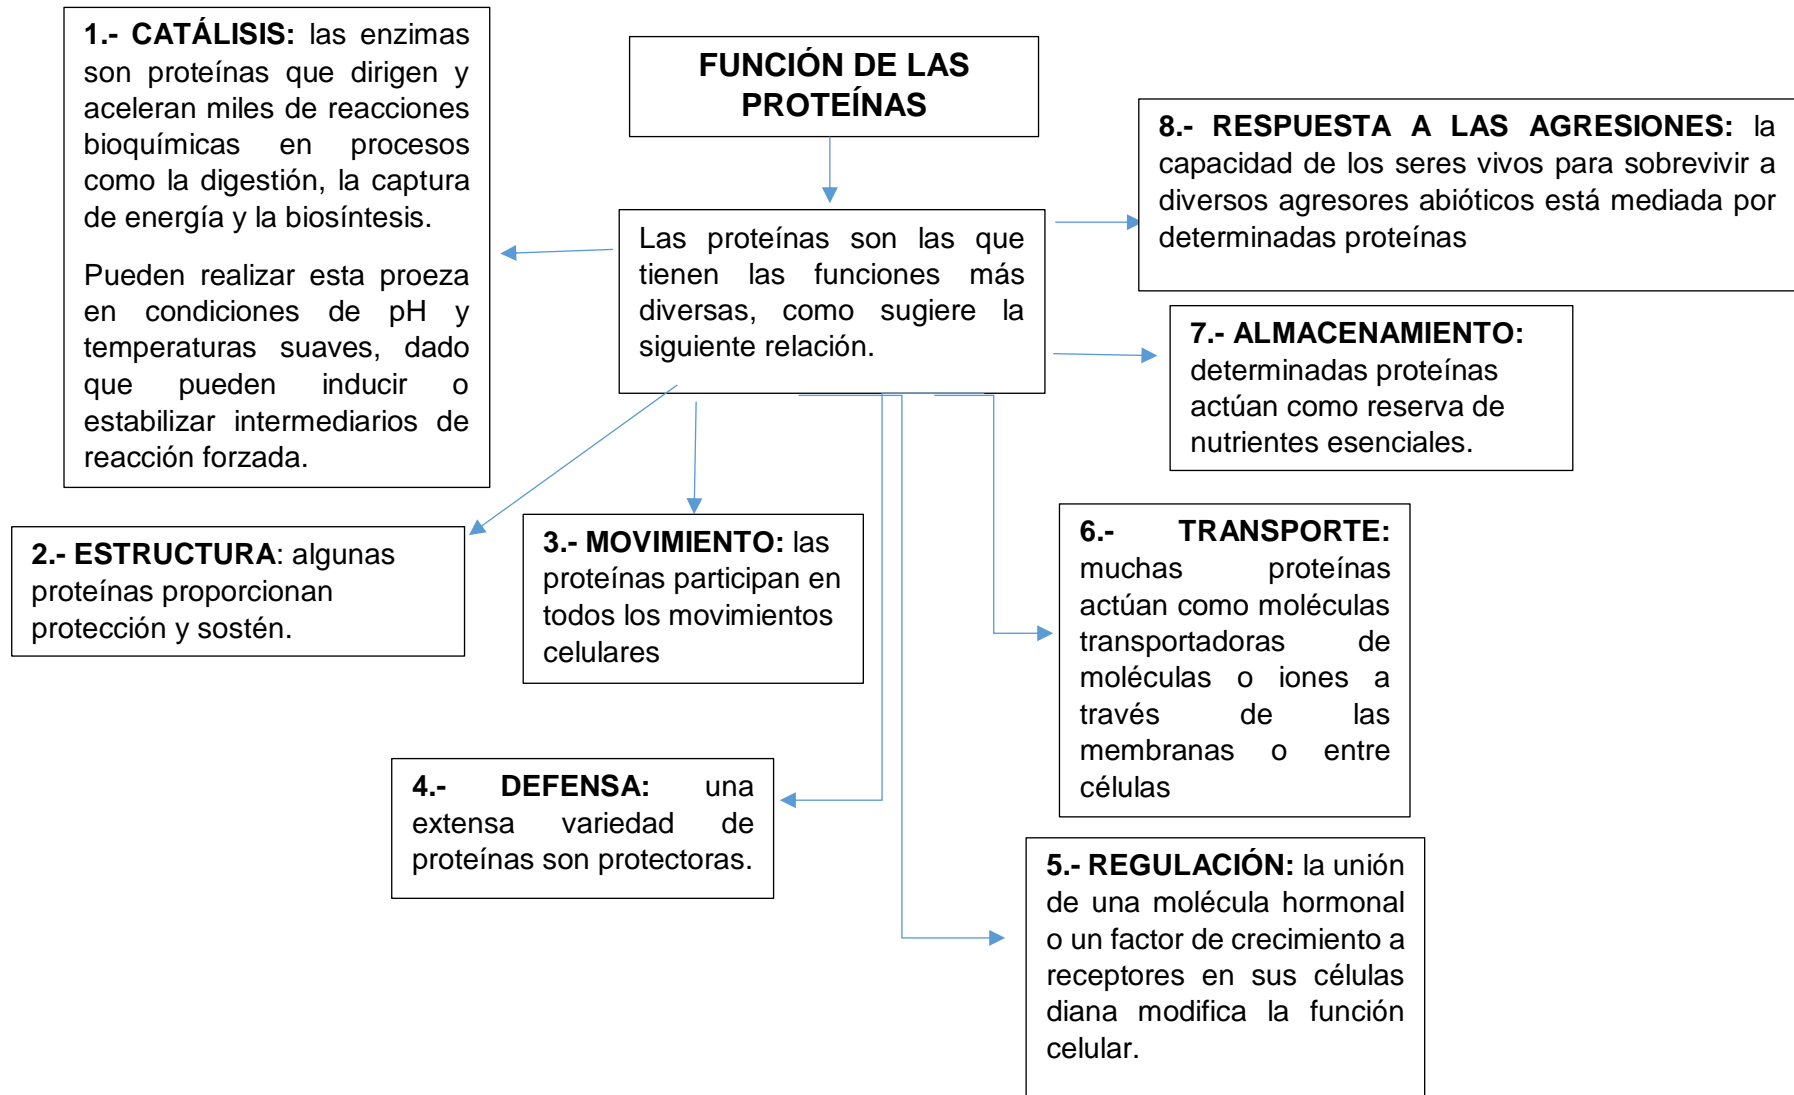 FUNCIÓN DE LAS
PROTEÍNAS
Las proteínas son las que
tienen las funciones más
diversas, como sugiere la
siguiente relación.
1.- CATÁLISIS: las enzimas
son proteínas que dirigen y
aceleran miles de reacciones
bioquímicas en procesos
como la digestión, la captura
de energía y la biosíntesis.
Pueden realizar esta proeza
en condiciones de pH y
temperaturas suaves, dado
que pueden inducir o
estabilizar intermediarios de
reacción forzada.
2.- ESTRUCTURA: algunas
proteínas proporcionan
protección y sostén.
3.- MOVIMIENTO: las
proteínas participan en
todos los movimientos
celulares
4.- DEFENSA: una
extensa variedad de
proteínas son protectoras.
5.- REGULACIÓN: la unión
de una molécula hormonal
o un factor de crecimiento a
receptores en sus células
diana modifica la función
celular.
6.- TRANSPORTE:
muchas proteínas
actúan como moléculas
transportadoras de
moléculas o iones a
través de las
membranas o entre
células
7.- ALMACENAMIENTO:
determinadas proteínas
actúan como reserva de
nutrientes esenciales.
8.- RESPUESTA A LAS AGRESIONES: la
capacidad de los seres vivos para sobrevivir a
diversos agresores abióticos está mediada por
determinadas proteínas